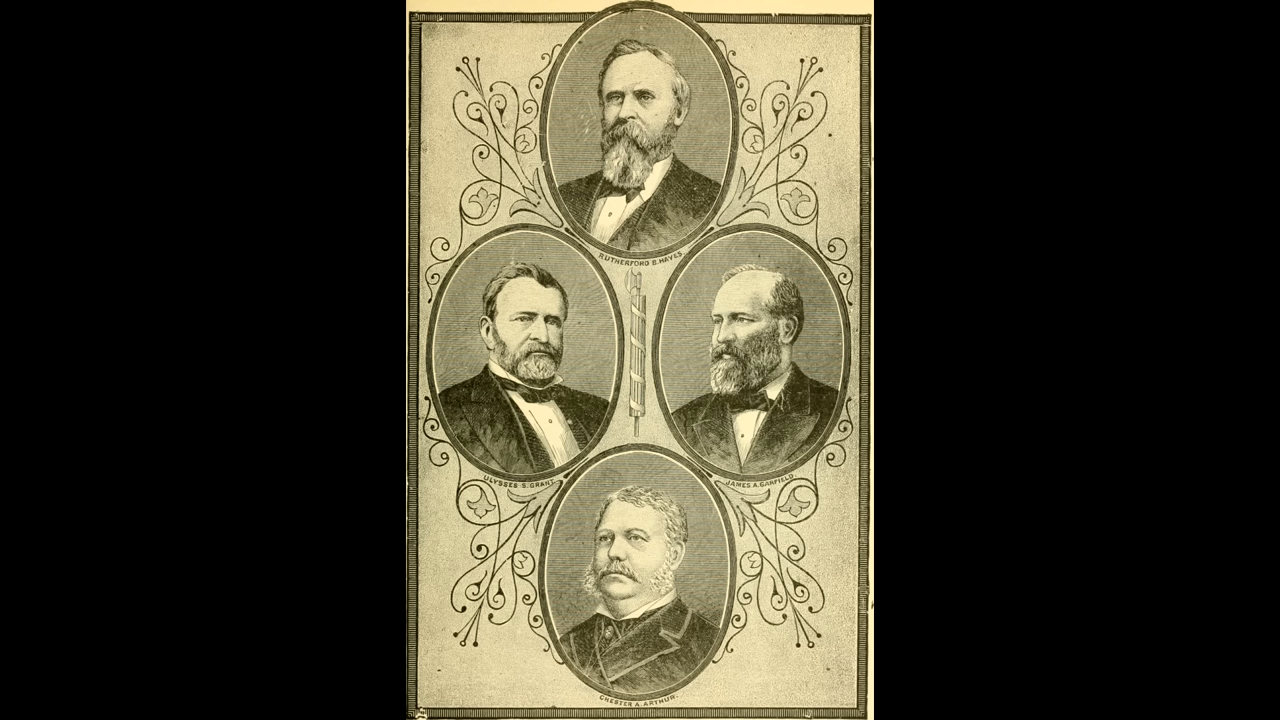 RUTHERFORD B. HAYES.
ULYSSES S. GRANT.
JAMES A. GARFIELD.
CHESTER A. ARTHUR.